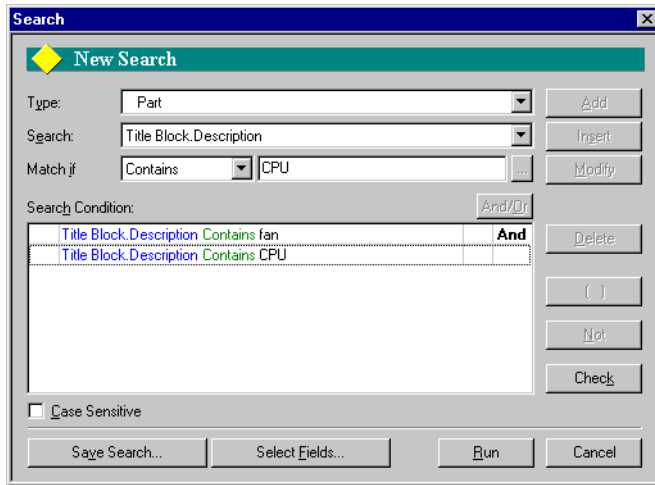 Search
New Search
Type: Part Add
Search: Title Block.Description Insert
Match if Contains CPU ... Modify
Search Condition: And/Or
Title Block.Description Contains fan And Delete
Title Block.Description Contains CPU
( )
Not
Check
Case Sensitive
Save Search... Select Fields... Run Cancel